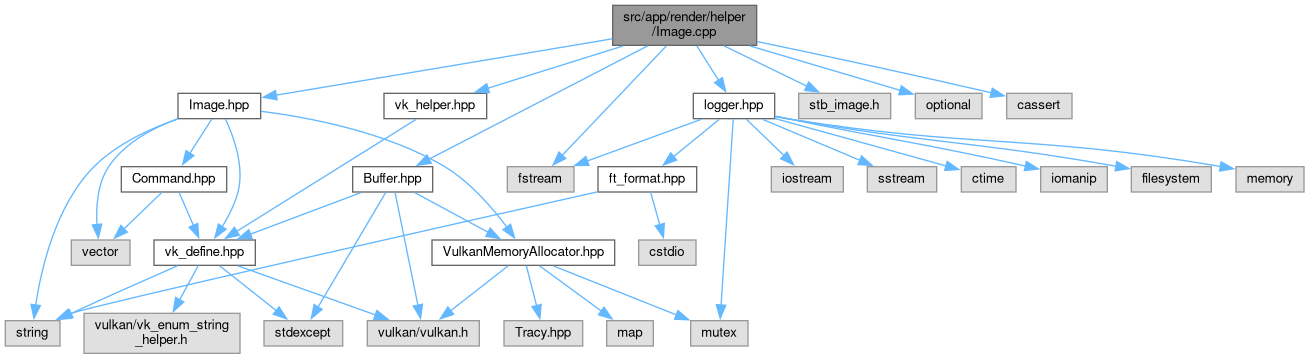 src/app/render/helper
/Image.cpp
Image.hpp
vk_helper.hpp
logger.hpp
stb_image.h
optional
cassert
Command.hpp
Buffer.hpp
fstream
ft_format.hpp
iostream
sstream
ctime
iomanip
filesystem
memory
vector
vk_define.hpp
VulkanMemoryAllocator.hpp
cstdio
string
vulkan/vk_enum_string
_helper.h
stdexcept
vulkan/vulkan.h
Tracy.hpp
map
mutex